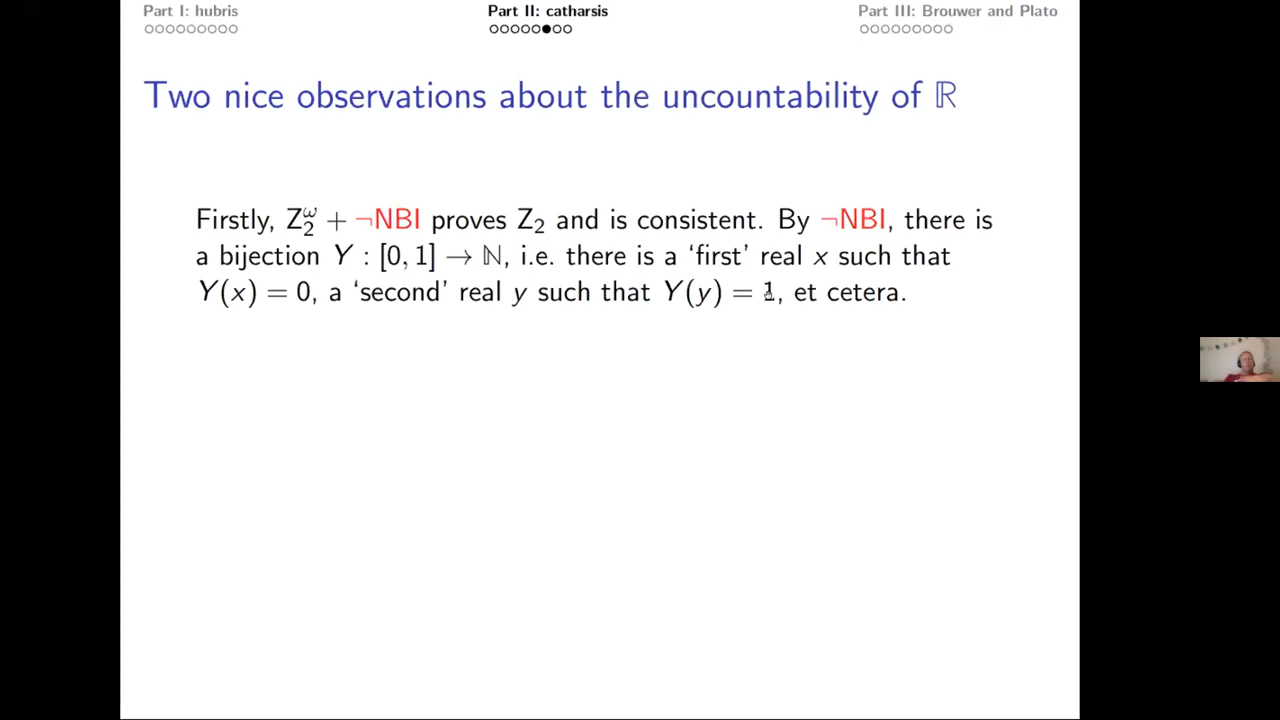 Part I: hubris Part II: catharsis Part III: Brouwer and Plato
Two nice observations about the uncountability of ℝ
Firstly, Z₂^ω + ¬NBI proves Z₂ and is consistent. By ¬NBI, there is
a bijection Y : [0, 1] → ℕ, i.e. there is a ‘first’ real x such that
Y(x) = 0, a ‘second’ real y such that Y(y) = 1, et cetera.